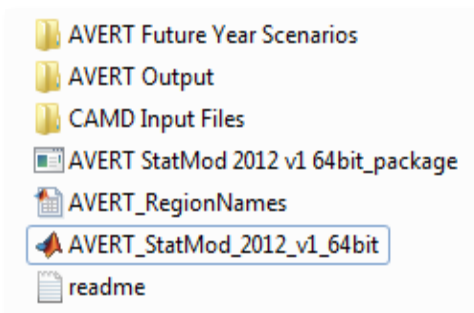 AVERT Future Year Scenarios
AVERT Output
CAMD Input Files
AVERT StatMod 2012 v1 64bit_package
AVERT_RegionNames
AVERT_StatMod_2012_v1_64bit
readme